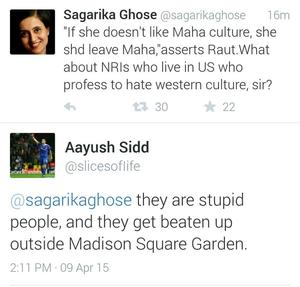 Sagarika Ghose @sagarikaghose 16m
"If she doesn't like Maha culture, she
shd leave Maha,"asserts Raut.What
about NRIs who live in US who
profess to hate western culture, sir?
30 22
Aayush Sidd
@slicesoflife
@sagarikaghose they are stupid
people, and they get beaten up
outside Madison Square Garden.
2:11 PM · 09 Apr 15